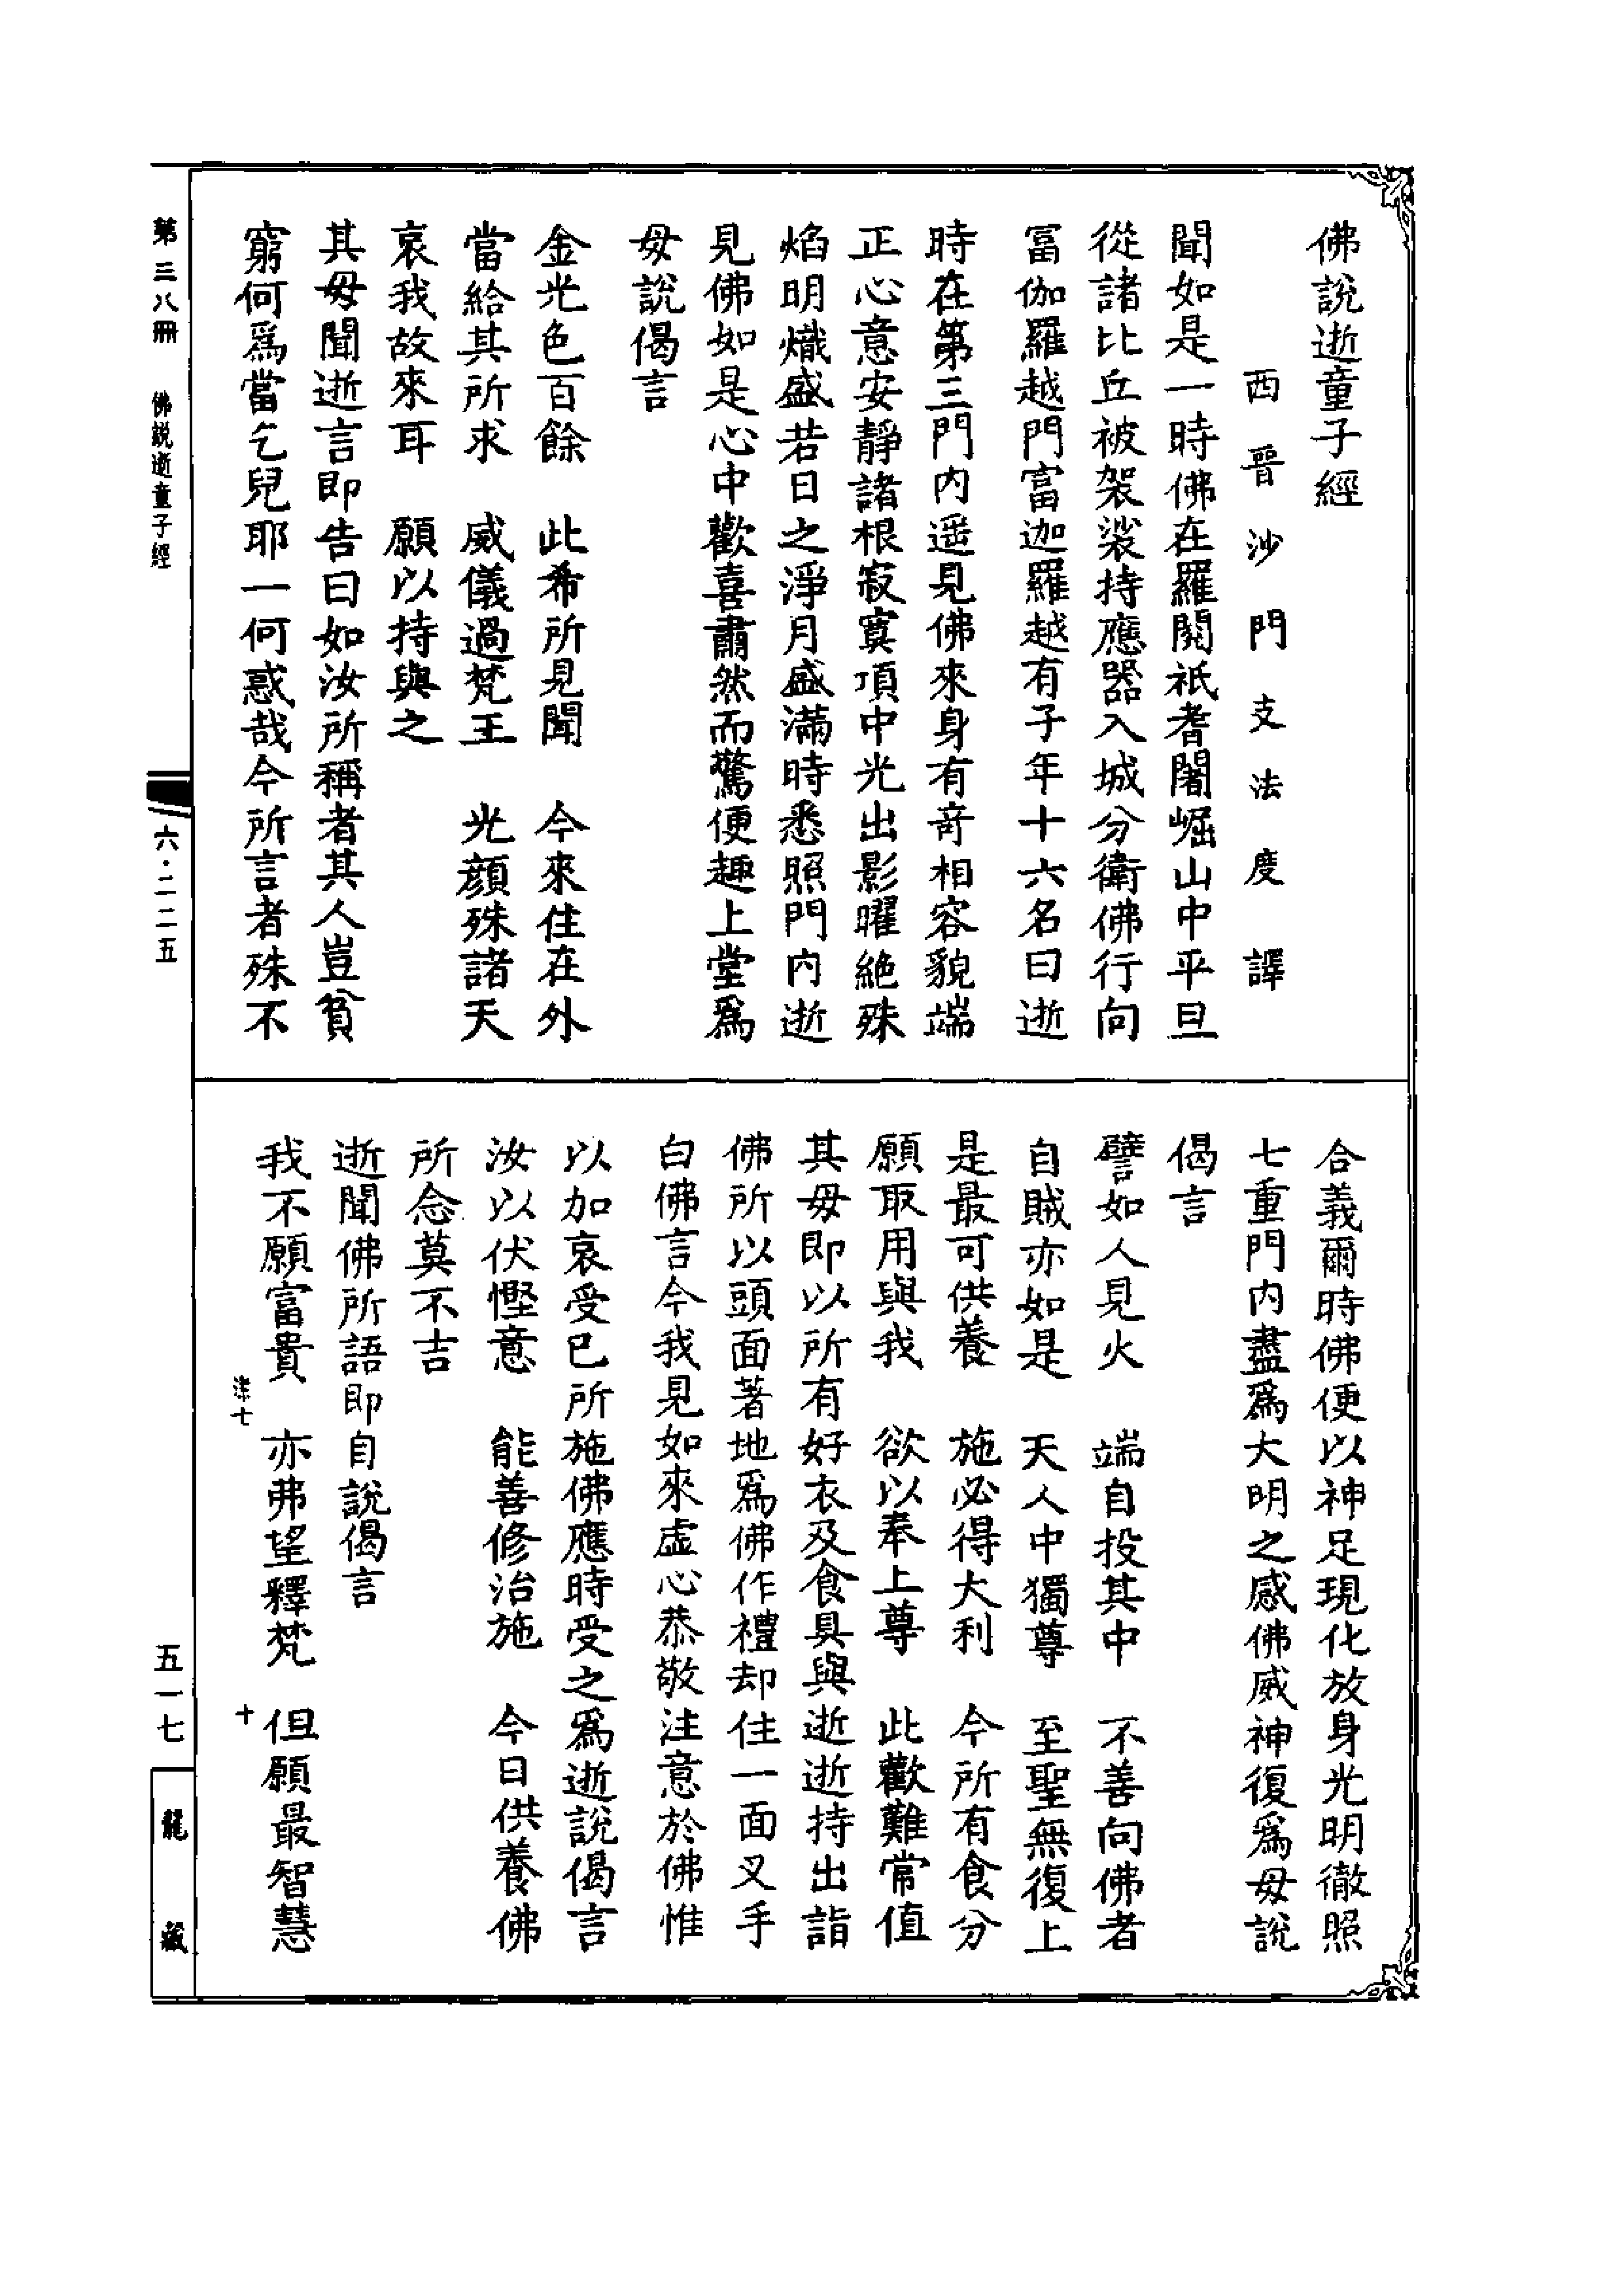 佛說逝童子經
西晉沙門支法度譯
聞如是一時佛在羅閱祇耆闍崛山中平旦
從諸比丘被袈裟持應器入城分衛佛行向
冨伽羅越門富迦羅越有子年十六名曰逝
時在第三門內遥見佛來身有奇相容貌端
正心意安靜諸根寂寞項中光出影曜絶殊
焰明熾盛若日之淨月盛滿時悉照門内逝
見佛如是心中歡喜肅然而驚便趣上堂爲
母說偈言
金光色百餘　此希所見聞　今來住在外
當給其所求　威儀過梵王　光顔殊諸天
哀我故來耳　願以持與之
其母聞逝言即告曰如汝所稱者其人豈貧
窮何爲當乞兒耶一何惑哉今所言者殊不
合義爾時佛便以神足現化放身光明徹照
七重門内盡爲大明之感佛威神復爲母說
偈言
譬如人見火　端自投其中　不善向佛者
自賊亦如是　天人中獨尊　至聖無復上
是最可供養　施必得大利　今所有食分
願取用與我　欲以奉上尊　此歡難常值
其母即以所有好衣及食具與逝逝持出詣
佛所以頭面著地爲佛作禮却住一面叉手
白佛言今我見如來虛心恭敬注意於佛惟
以加哀受已所施佛應時受之爲逝說偈言
汝以伏慳意　能善修治施　今日供養佛
所念莫不吉
逝聞佛所語即自說偈言
我不願富貴　亦弗望釋梵　但願最智慧
七　十
第三八冊　佛說逝童子經
六·二二五
五一七
龍藏